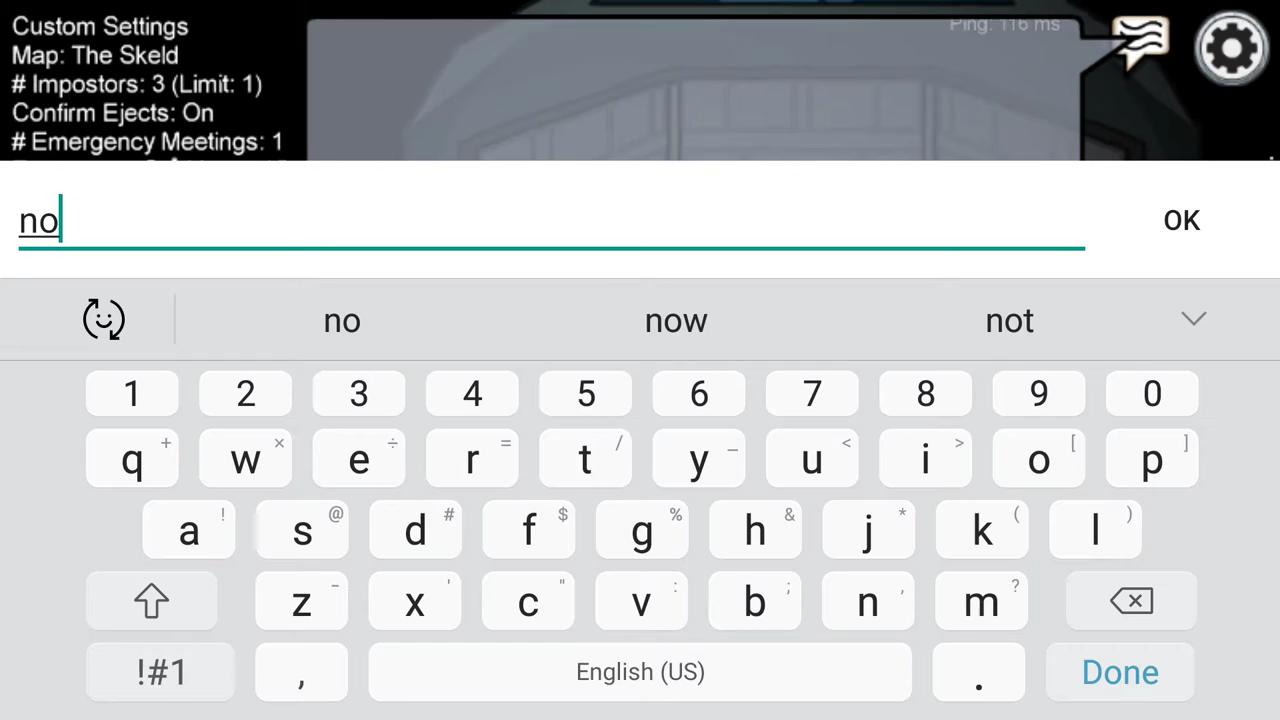 Custom Settings
Ping: 116 ms
Map: The Skeld
# Impostors: 3 (Limit: 1)
Confirm Ejects: On
# Emergency Meetings: 1
no
OK
no now not
1 2 3 4 5 6 7 8 9 0
q + w × e ÷ r = t / y _ u < i > o [ p ]
a ! s @ d # f $ g % h & j * k ( l )
z - x ' c " v : b ; n , m ?
!#1 , English (US) . Done